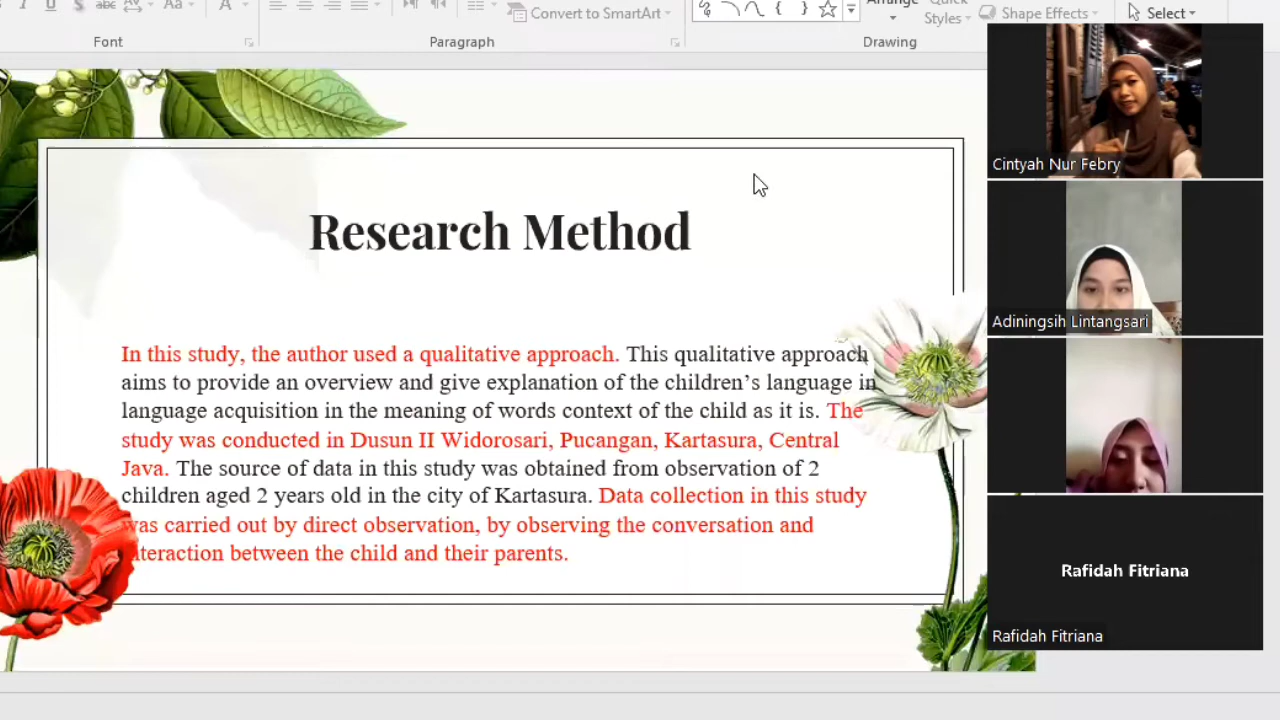 Convert to SmartArt
Arrange
Quick
Styles
Shape Effects
Select
Font
Paragraph
Drawing
Research Method
In this study, the author used a qualitative approach. This qualitative approach
aims to provide an overview and give explanation of the children’s language in
language acquisition in the meaning of words context of the child as it is. The
study was conducted in Dusun II Widorosari, Pucangan, Kartasura, Central
Java. The source of data in this study was obtained from observation of 2
children aged 2 years old in the city of Kartasura. Data collection in this study
was carried out by direct observation, by observing the conversation and
interaction between the child and their parents.
Cintyah Nur Febry
Adiningsih Lintangsari
Rafidah Fitriana
Rafidah Fitriana